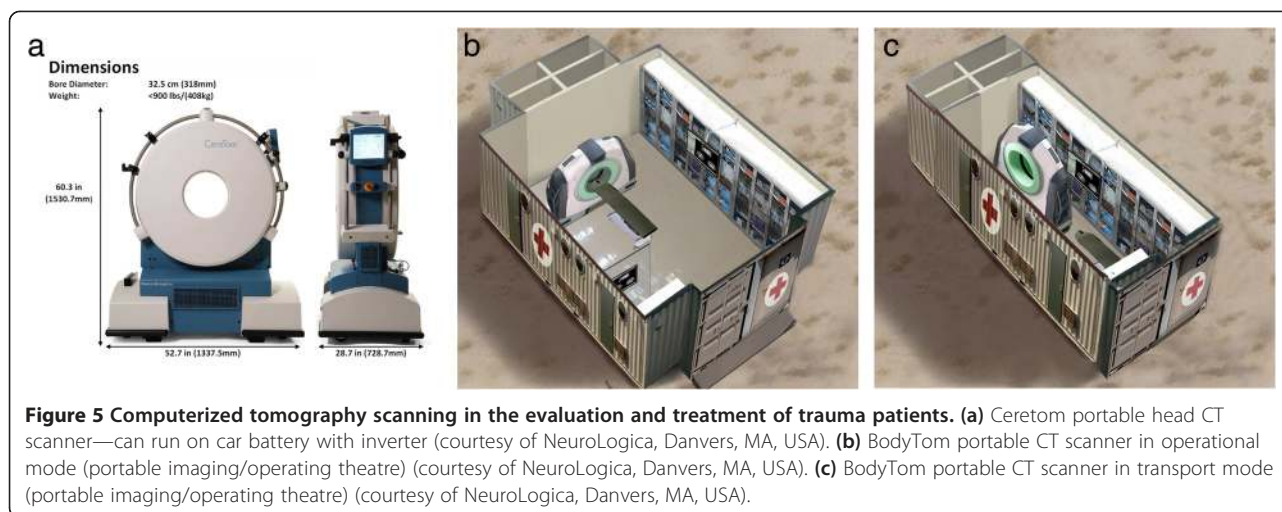 a
Dimensions
Bore Diameter: 32.5 cm (318mm)
Weight: <900 lbs/(408kg)
CereTom
60.3 in
(1530.7mm)
52.7 in (1337.5mm)
28.7 in (728.7mm)
b
c
Figure 5 Computerized tomography scanning in the evaluation and treatment of trauma patients. (a) Ceretom portable head CT
scanner—can run on car battery with inverter (courtesy of NeuroLogica, Danvers, MA, USA). (b) BodyTom portable CT scanner in operational
mode (portable imaging/operating theatre) (courtesy of NeuroLogica, Danvers, MA, USA). (c) BodyTom portable CT scanner in transport mode
(portable imaging/operating theatre) (courtesy of NeuroLogica, Danvers, MA, USA).